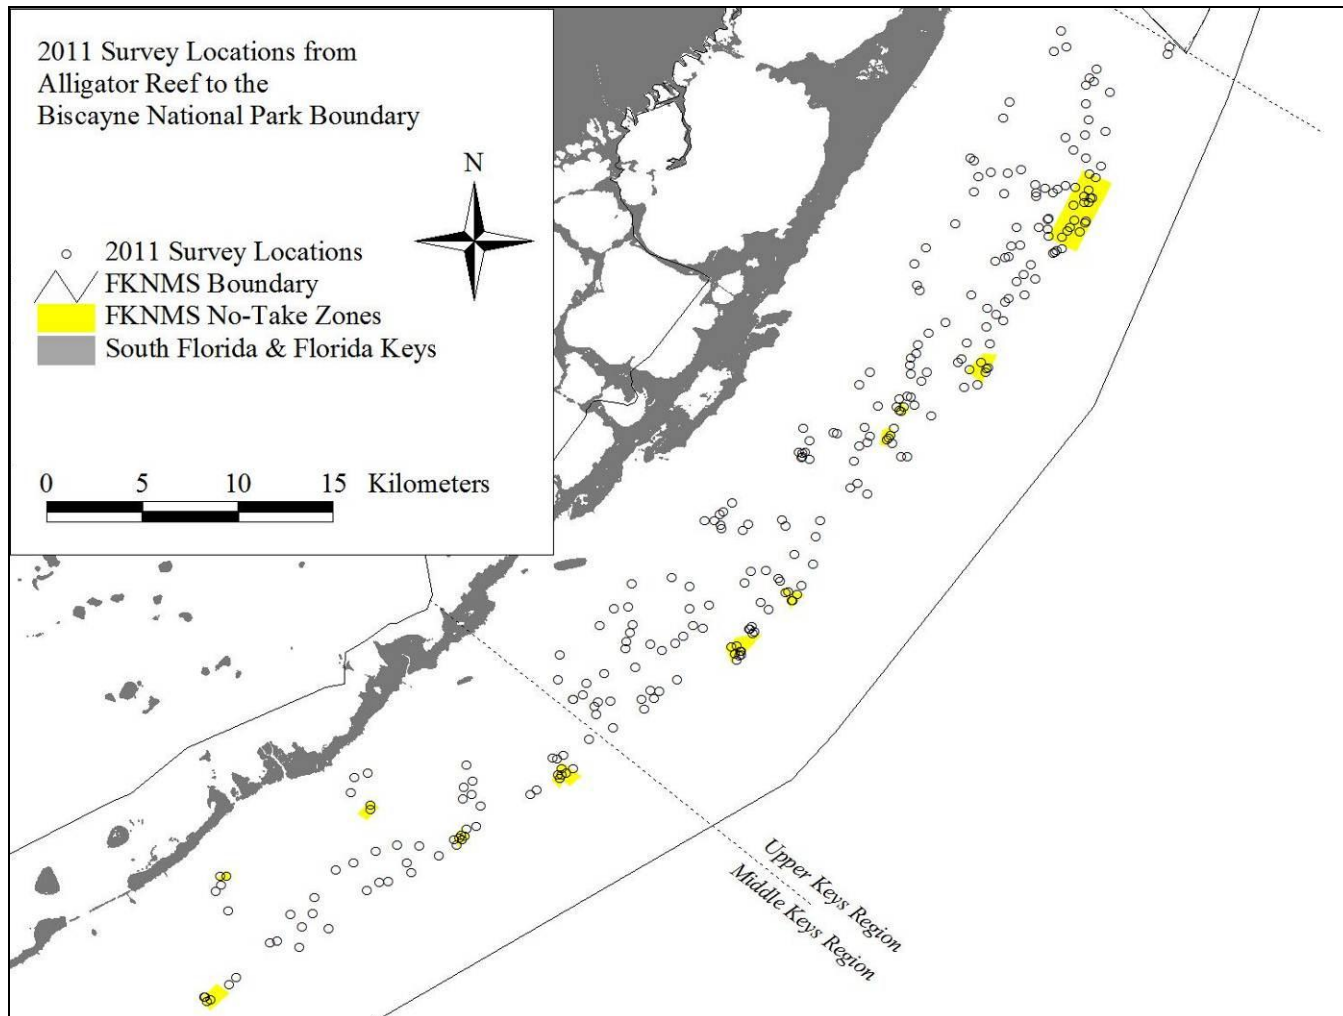 2011 Survey Locations from
Alligator Reef to the
Biscayne National Park Boundary
N
2011 Survey Locations
FKNMS Boundary
FKNMS No-Take Zones
South Florida & Florida Keys
0 5 10 15 Kilometers
Upper Keys Region
Middle Keys Region